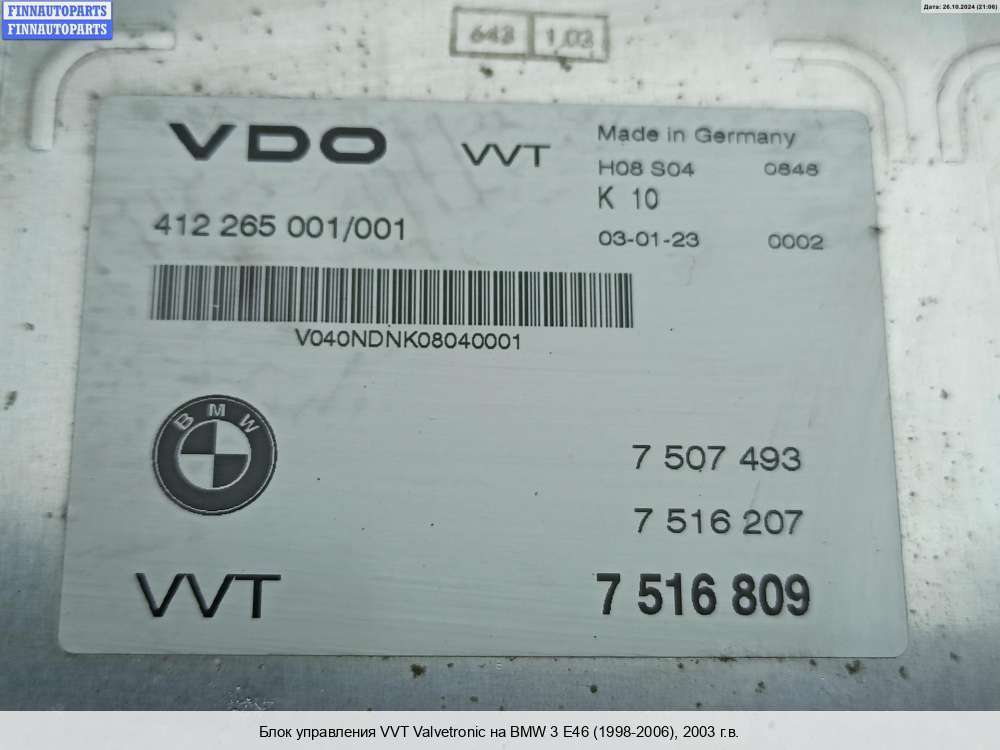 FINNAUTOPARTS
FINNAUTOPARTS
Дата: 26.10.2024 (21:06)
643 1,03
VDO VVT
Made in Germany
H08 S04 0848
K 10
412 265 001/001
03-01-23 0002
V040NDNK08040001
BMW
7 507 493
7 516 207
VVT 7 516 809
Блок управления VVT Valvetronic на BMW 3 E46 (1998-2006), 2003 г.в.